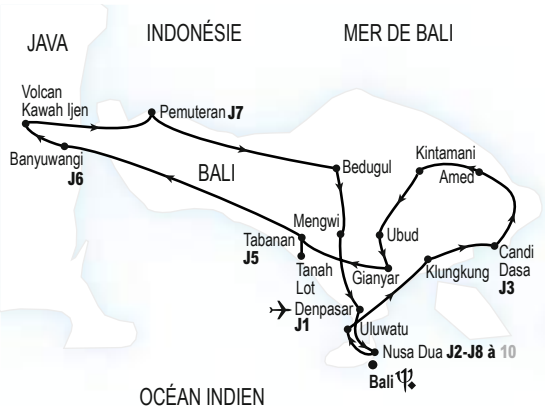 INDONÉSIE
MER DE BALI
JAVA
Volcan
Kawah Ijen
Pemuteran J7
Banyuwangi
J6
BALI
Bedugul
Kintamani
Amed
Mengwi
Ubud
Tabanan
J5
Tanah
Lot
Gianyar
Klungkung
Candi
Dasa
J3
Denpasar
J1
Uluwatu
Nusa Dua J2-J8 à 10
Bali
OCÉAN INDIEN